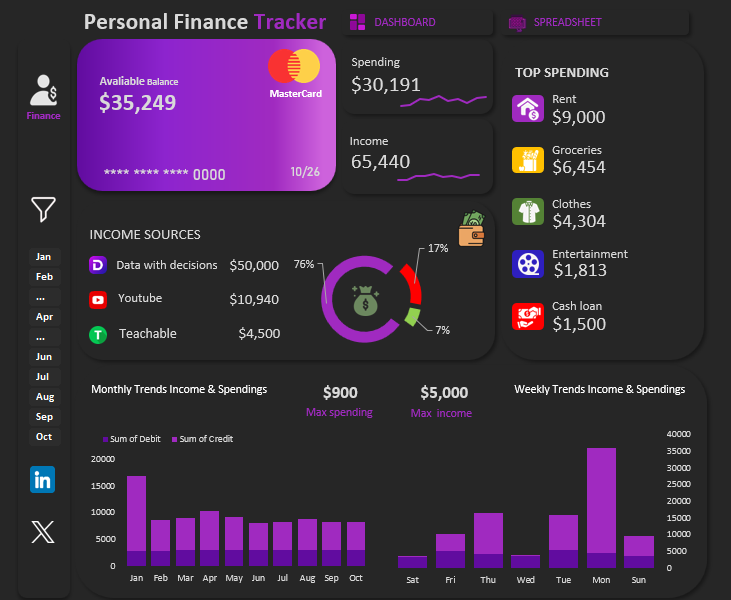 Personal Finance Tracker
DASHBOARD
SPREADSHEET
Finance
Jan
Feb
...
Apr
...
Jun
Jul
Aug
Sep
Oct
Avaliable Balance
$35,249
MasterCard
**** **** **** 0000
10/26
Spending
$30,191
Income
65,440
TOP SPENDING
Rent
$9,000
Groceries
$6,454
Clothes
$4,304
Entertainment
$1,813
Cash loan
$1,500
INCOME SOURCES
Data with decisions $50,000
Youtube $10,940
Teachable $4,500
76%
17%
7%
Monthly Trends Income & Spendings
$900
Max spending
$5,000
Max income
Weekly Trends Income & Spendings
Sum of Debit Sum of Credit
20000
15000
10000
5000
0
Jan Feb Mar Apr May Jun Jul Aug Sep Oct
40000
35000
30000
25000
20000
15000
10000
5000
0
Sat Fri Thu Wed Tue Mon Sun
in
X